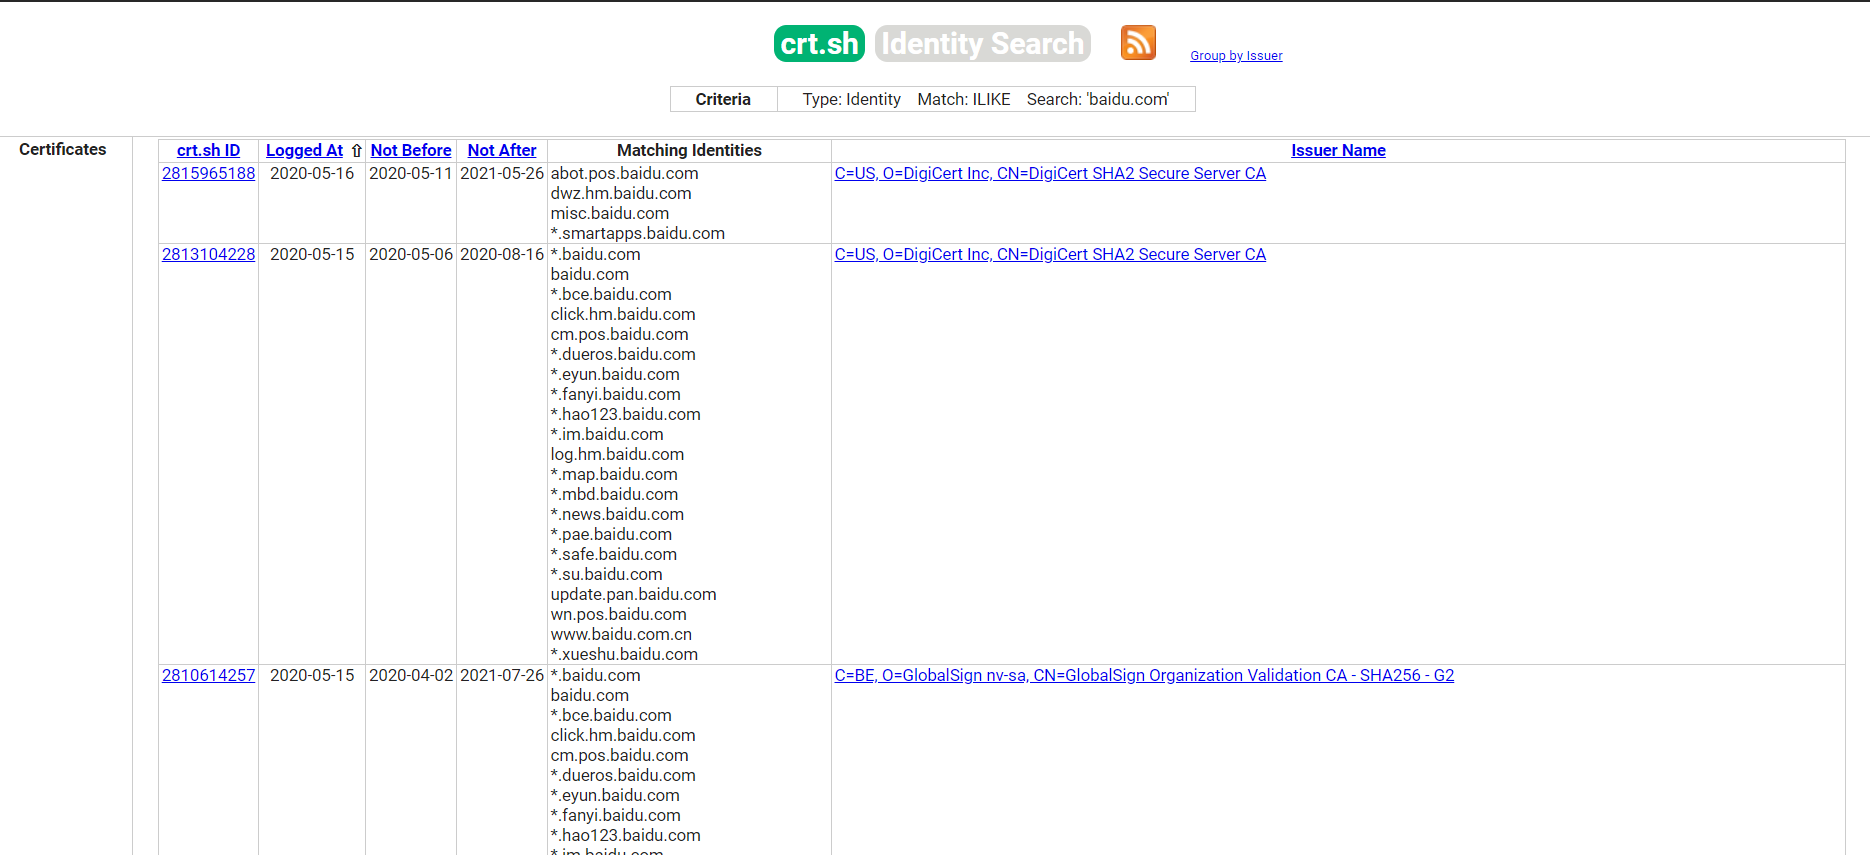 crt.sh Identity Search Group by Issuer
Criteria Type: Identity Match: ILIKE Search: 'baidu.com'
Certificates
crt.sh ID Logged At ⇧ Not Before Not After Matching Identities Issuer Name
2815965188 2020-05-16 2020-05-11 2021-05-26 abot.pos.baidu.com C=US, O=DigiCert Inc, CN=DigiCert SHA2 Secure Server CA
dwz.hm.baidu.com
misc.baidu.com
*.smartapps.baidu.com
2813104228 2020-05-15 2020-05-06 2020-08-16 *.baidu.com C=US, O=DigiCert Inc, CN=DigiCert SHA2 Secure Server CA
baidu.com
*.bce.baidu.com
click.hm.baidu.com
cm.pos.baidu.com
*.dueros.baidu.com
*.eyun.baidu.com
*.fanyi.baidu.com
*.hao123.baidu.com
*.im.baidu.com
log.hm.baidu.com
*.map.baidu.com
*.mbd.baidu.com
*.news.baidu.com
*.pae.baidu.com
*.safe.baidu.com
*.su.baidu.com
update.pan.baidu.com
wn.pos.baidu.com
www.baidu.com.cn
*.xueshu.baidu.com
2810614257 2020-05-15 2020-04-02 2021-07-26 *.baidu.com C=BE, O=GlobalSign nv-sa, CN=GlobalSign Organization Validation CA - SHA256 - G2
baidu.com
*.bce.baidu.com
click.hm.baidu.com
cm.pos.baidu.com
*.dueros.baidu.com
*.eyun.baidu.com
*.fanyi.baidu.com
*.hao123.baidu.com
*.im.baidu.com